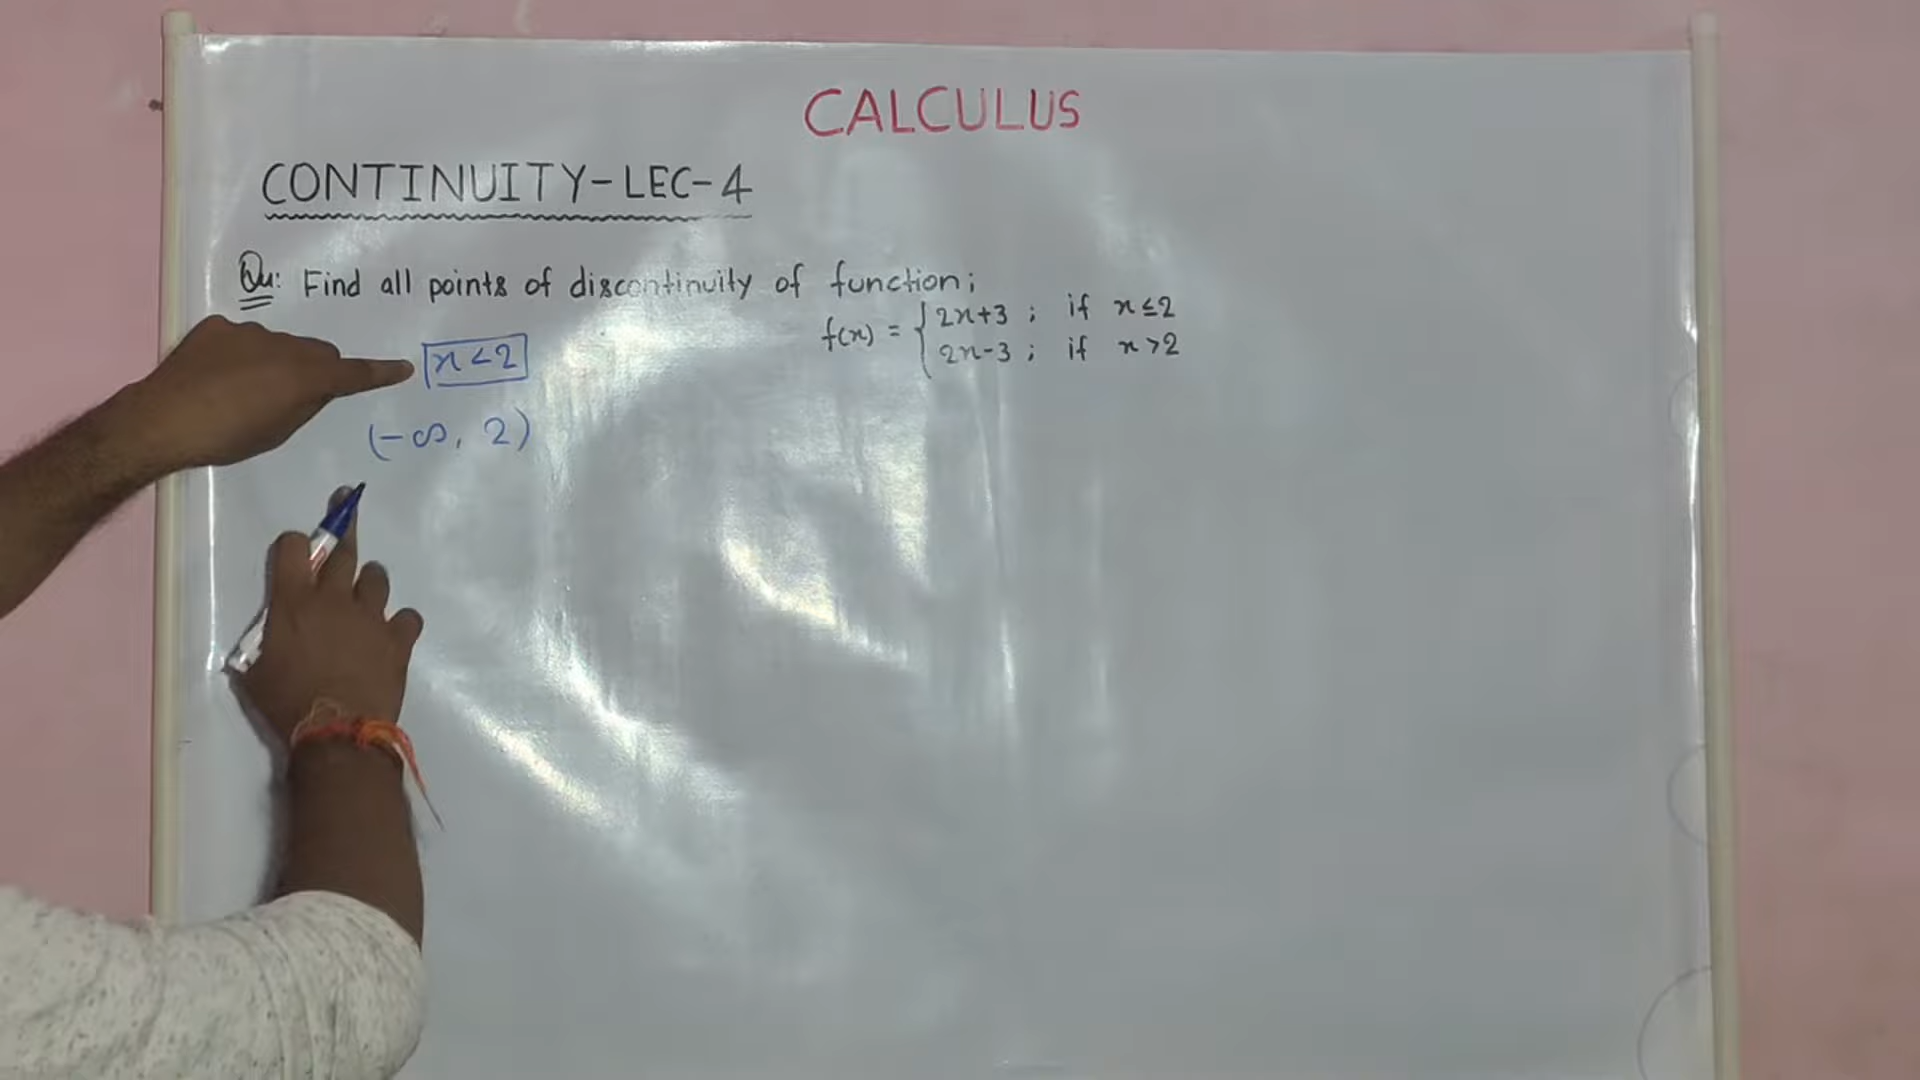 CALCULUS
CONTINUITY-LEC-4
Qu: Find all points of discontinuity of function;
f(x) = { 2x+3 ; if x ≤ 2
2x-3 ; if x > 2
x < 2
(-∞, 2)